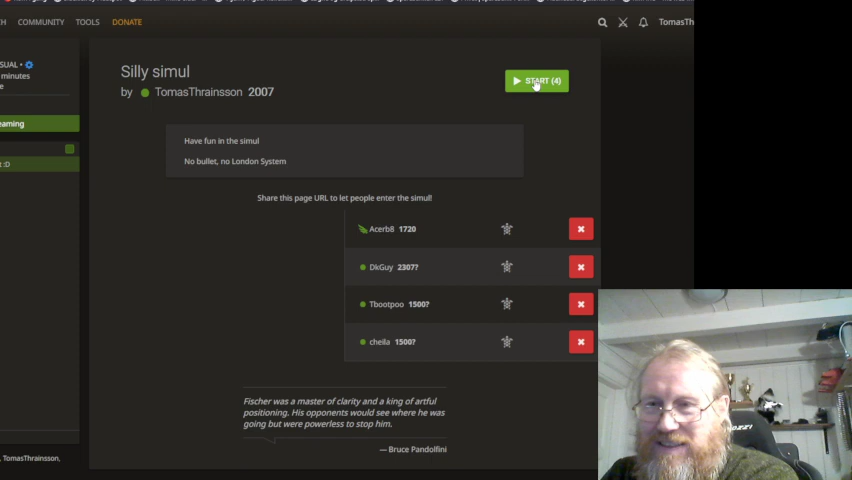 COMMUNITY TOOLS DONATE
TomasTh
SUAL •
minutes
e
Silly simul
by TomasThrainsson 2007
START (4)
eaming
:D
Have fun in the simul
No bullet, no London System
Share this page URL to let people enter the simul!
Acerb8 1720
DkGuy 2307?
Tbootpoo 1500?
cheila 1500?
Fischer was a master of clarity and a king of artful
positioning. His opponents would see where he was
going but were powerless to stop him.
— Bruce Pandolfini
, TomasThrainsson,